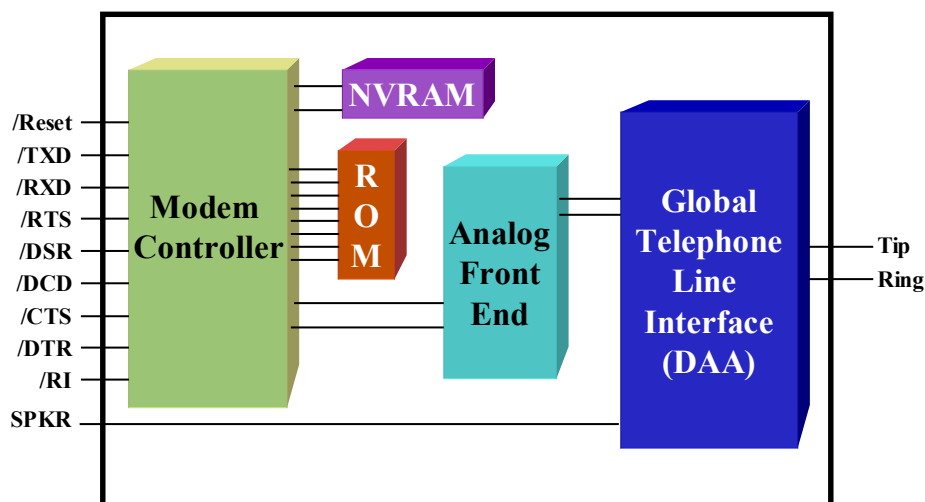 /Reset
/TXD
/RXD
/RTS
/DSR
/DCD
/CTS
/DTR
/RI
SPKR
Modem
Controller
NVRAM
R
O
M
Analog
Front
End
Global
Telephone
Line
Interface
(DAA)
Tip
Ring